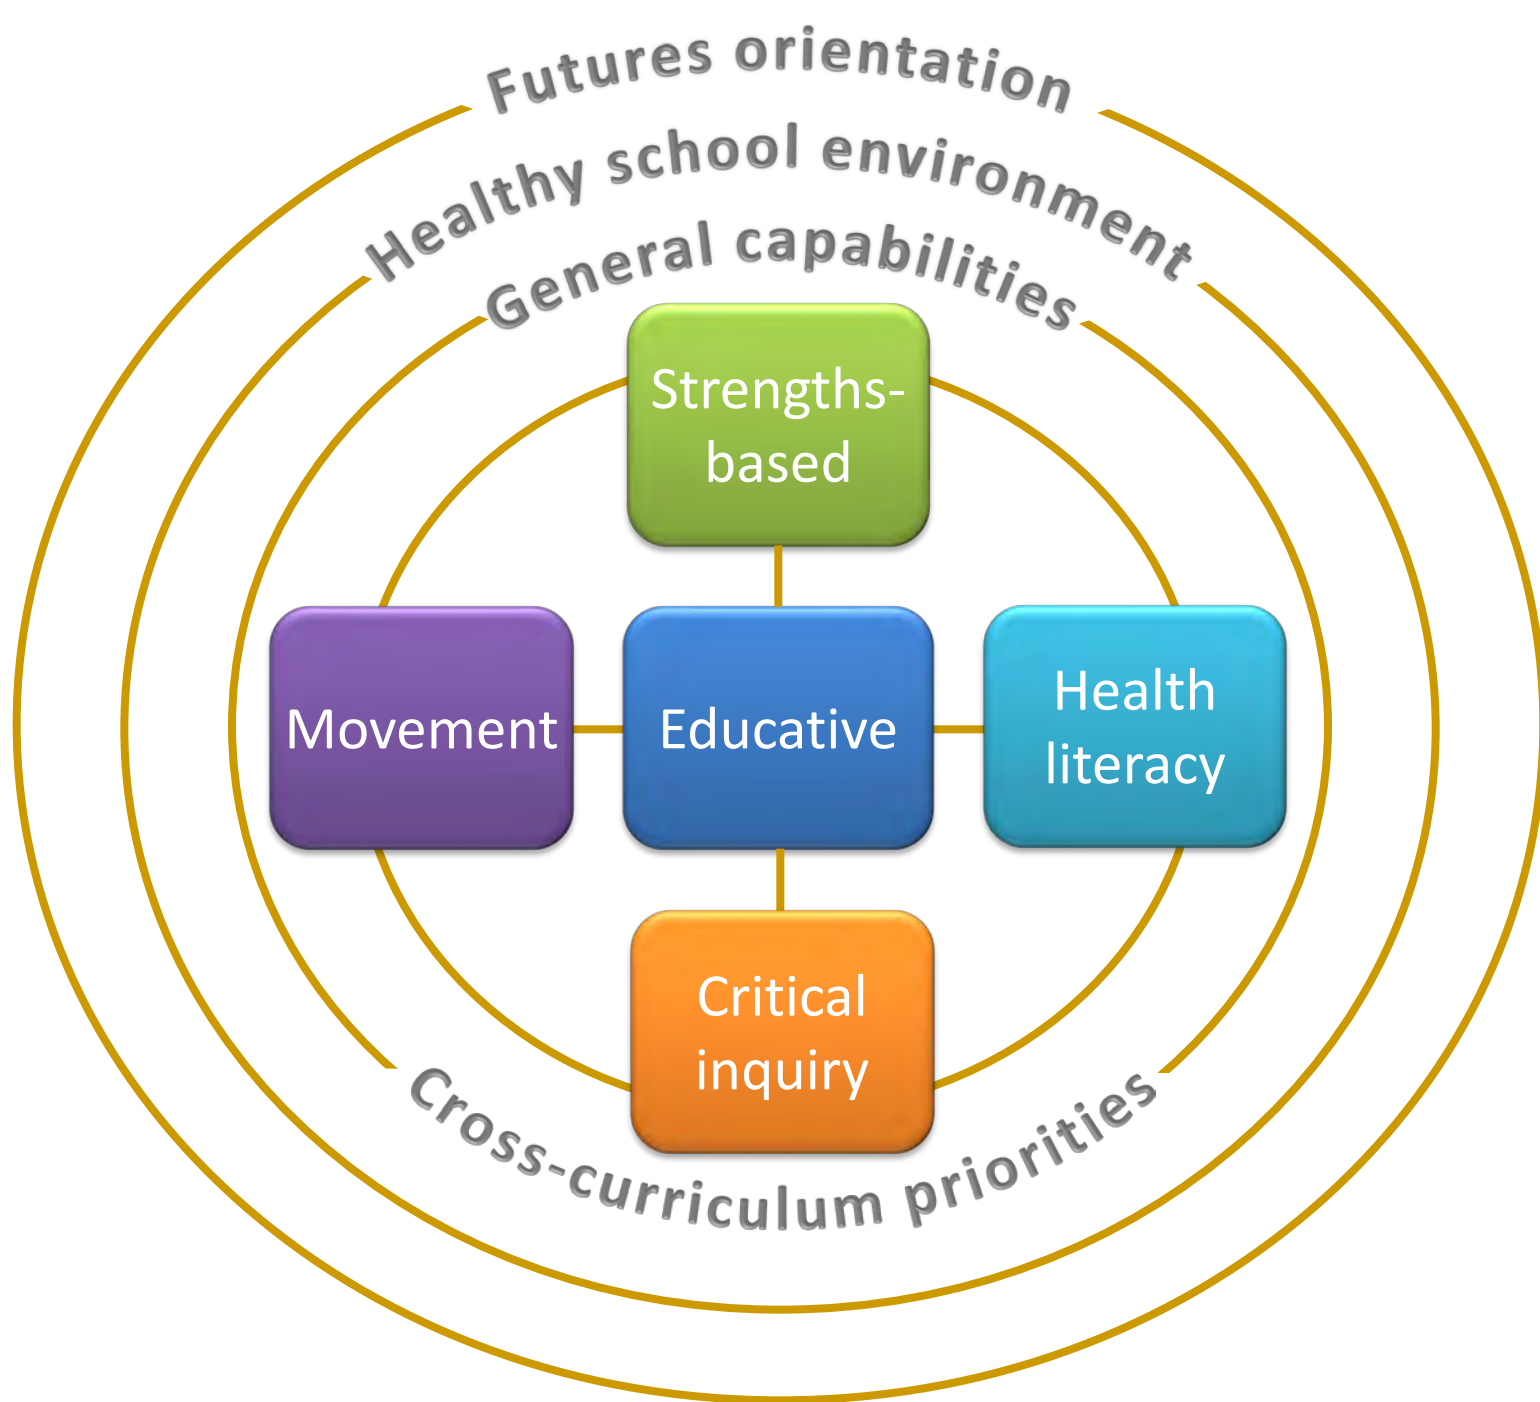 Futures orientation
Healthy school environment
General capabilities
Strengths-
based
Movement
Educative
Health
literacy
Critical
inquiry
Cross-curriculum priorities